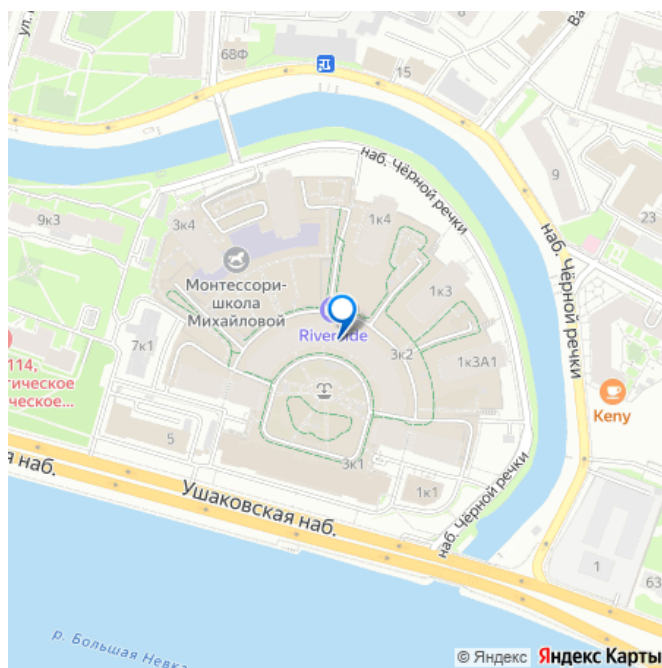 68Ф
15
наб. Чёрной речки
9
23
9к3
3к4
1к4
Монтессори-
школа
Михайловой
1к3
наб. Чёрной речки
Riverside
7к1
3к2
1к3А1
114,
Keny
5
3к1
1к1
Ушаковская наб.
наб. Чёрной речки
1
63
р. Большая Невка
© Яндекс Яндекс Карты